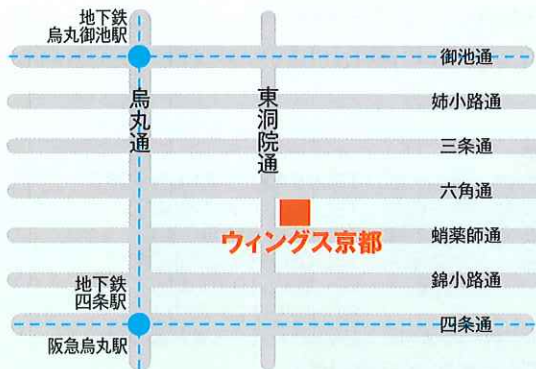 地下鉄
烏丸御池駅
御池通
烏丸通
東洞院通
姉小路通
三条通
六角通
ウィングス京都
蛸薬師通
錦小路通
地下鉄
四条駅
四条通
阪急烏丸駅